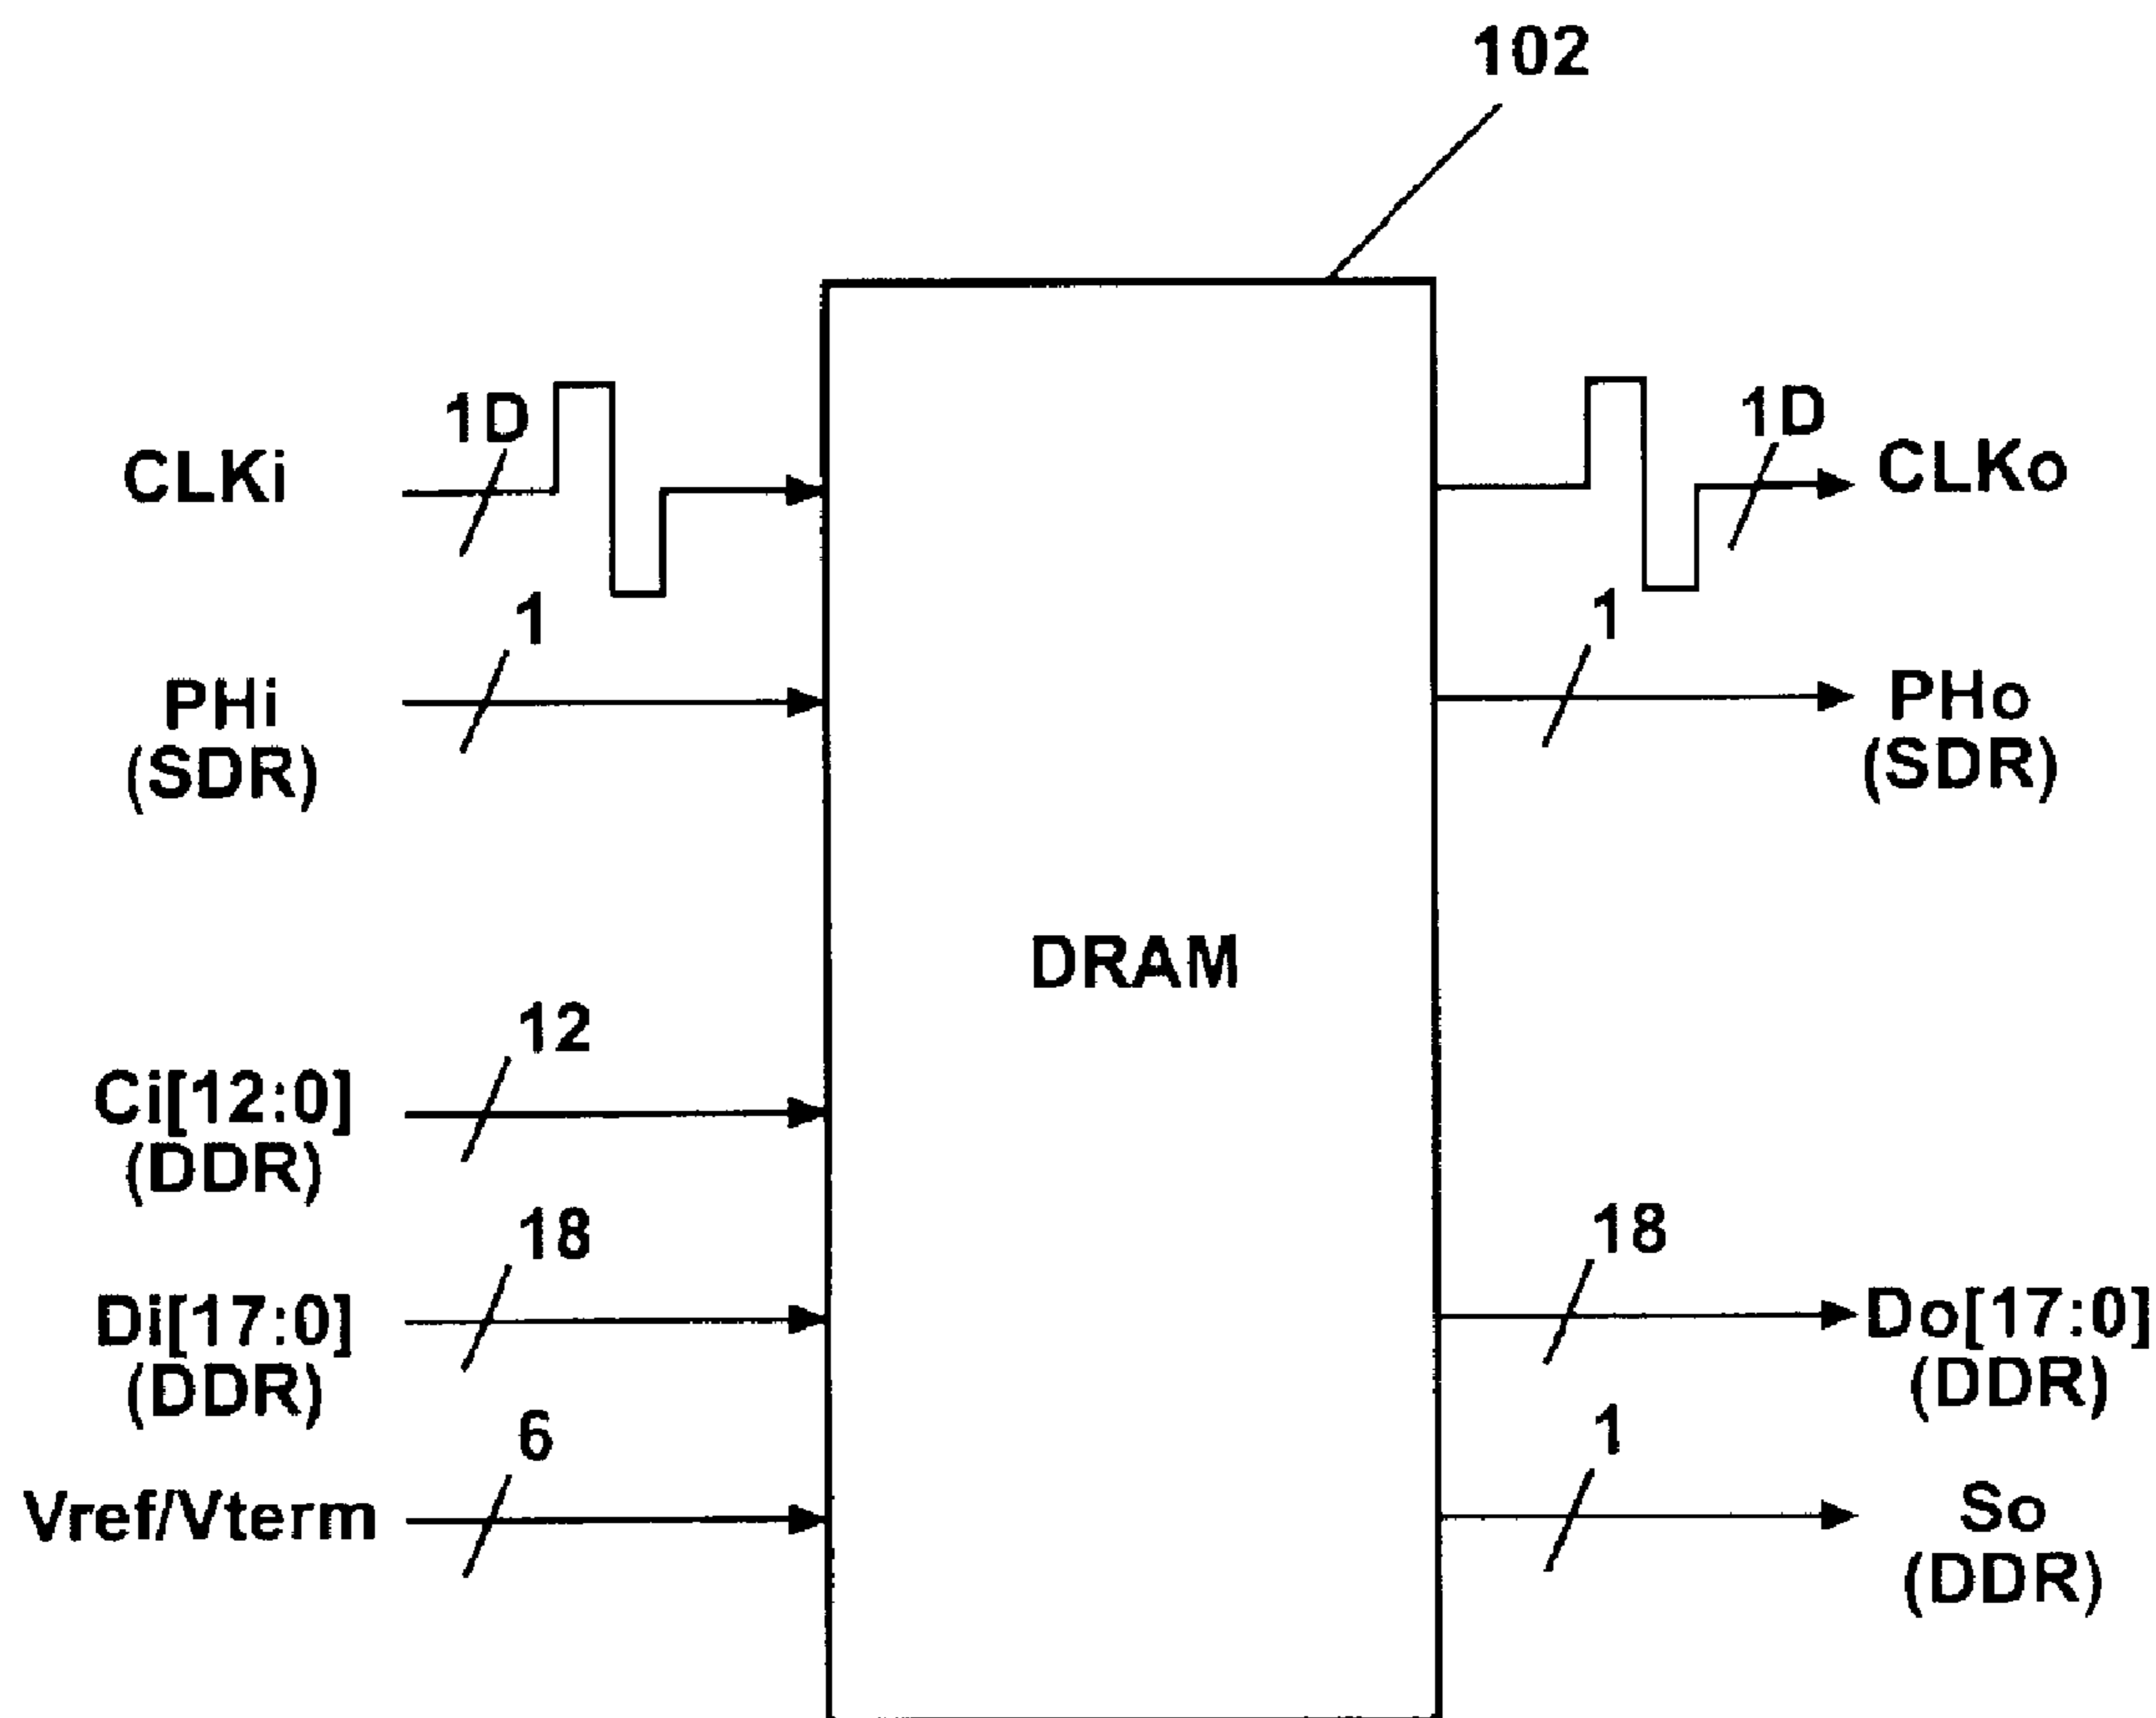 102
1D
1D
CLKi
CLKo
1
1
PHi
(SDR)
PHo
(SDR)
DRAM
12
Ci[12:0]
(DDR)
18
18
Di[17:0]
(DDR)
Do[17:0]
(DDR)
6
1
Vref/Vterm
So
(DDR)